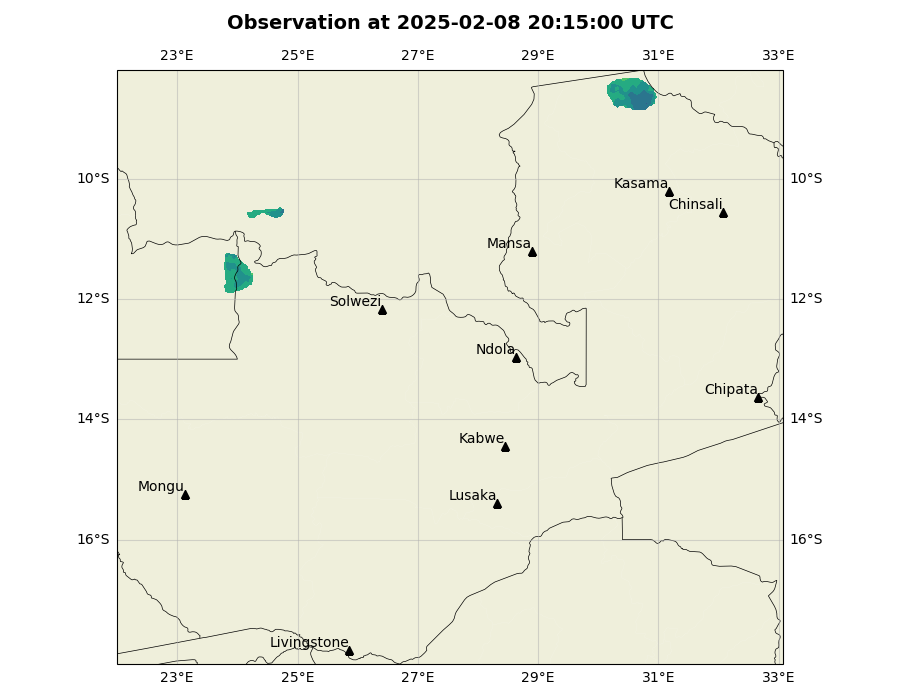 Observation at 2025-02-08 20:15:00 UTC
23°E 25°E 27°E 29°E 31°E 33°E
10°S 10°S
Kasama
Chinsali
Mansa
12°S 12°S
Solwezi
Ndola
Chipata
14°S 14°S
Kabwe
Mongu
Lusaka
16°S 16°S
Livingstone
23°E 25°E 27°E 29°E 31°E 33°E